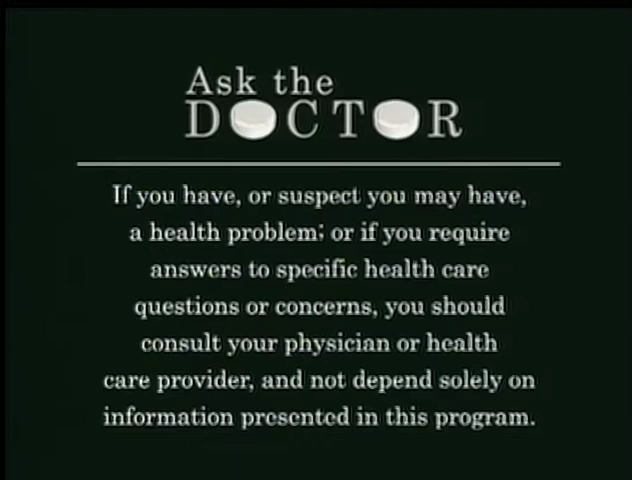 Ask the
DOCTOR
If you have, or suspect you may have,
a health problem; or if you require
answers to specific health care
questions or concerns, you should
consult your physician or health
care provider, and not depend solely on
information presented in this program.